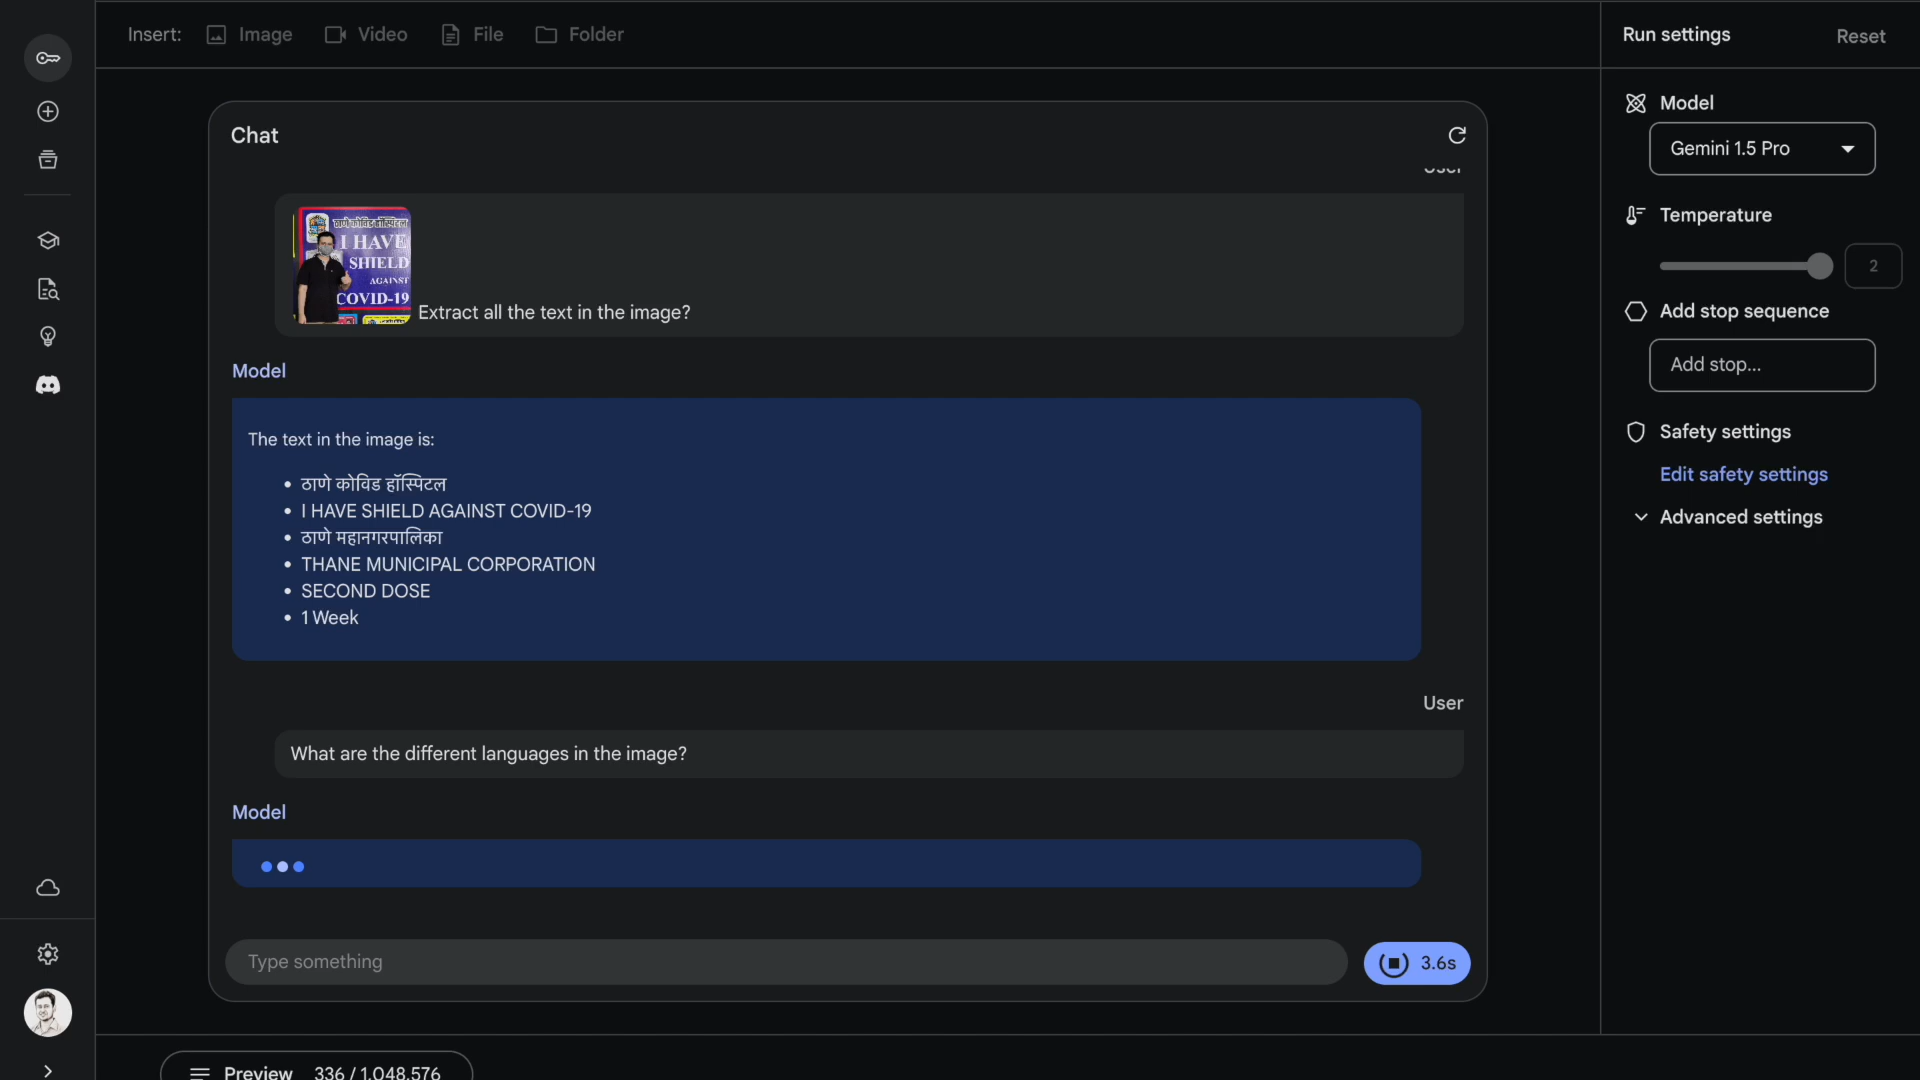 Insert: Image Video File Folder
Run settings
Reset
Chat
User
ठाणे कोविड हॉस्पिटल
I HAVE
SHIELD
AGAINST
COVID-19
Extract all the text in the image?
Model
The text in the image is:
• ठाणे कोविड हॉस्पिटल
• I HAVE SHIELD AGAINST COVID-19
• ठाणे महानगरपालिका
• THANE MUNICIPAL CORPORATION
• SECOND DOSE
• 1 Week
User
What are the different languages in the image?
Model
Type something
3.6s
Preview 336 / 1,048,576
Model
Gemini 1.5 Pro
Temperature
2
Add stop sequence
Add stop...
Safety settings
Edit safety settings
Advanced settings